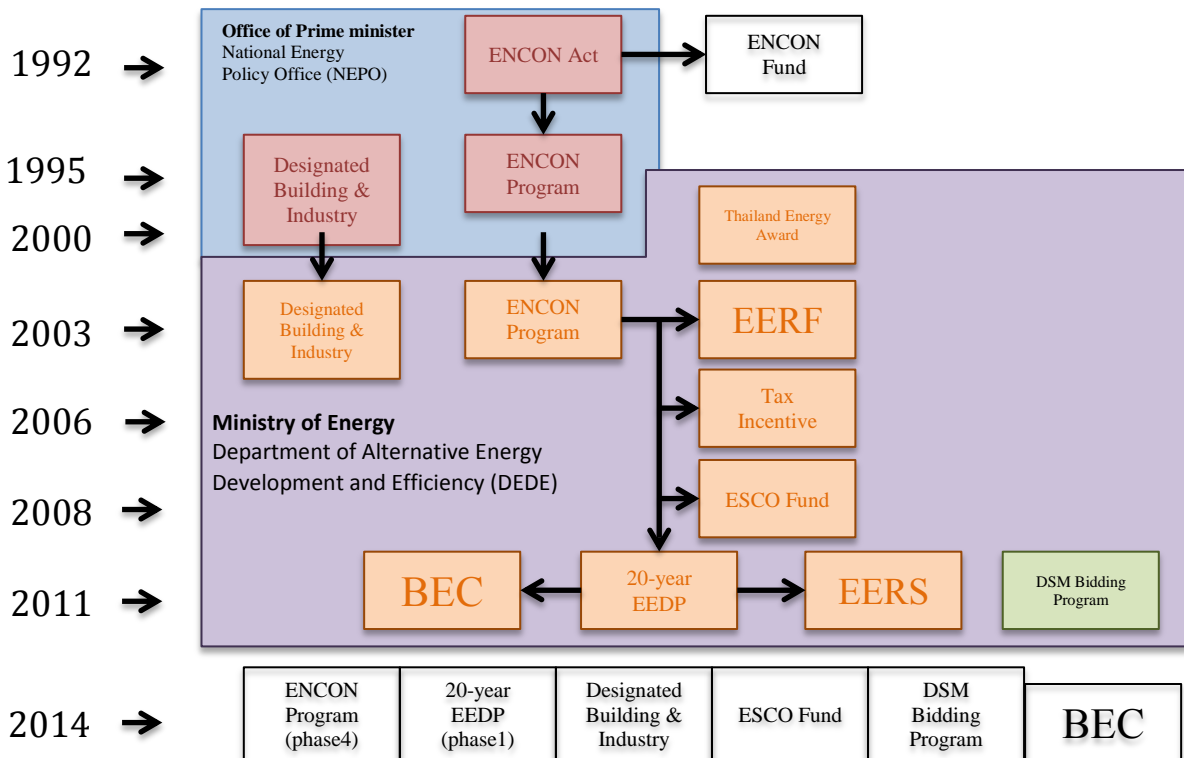 1992
Office of Prime minister
National Energy
Policy Office (NEPO)
ENCON Act
ENCON
Fund
1995
Designated
Building &
Industry
ENCON
Program
2000
Thailand Energy
Award
2003
Designated
Building &
Industry
ENCON
Program
EERF
2006
Ministry of Energy
Department of Alternative Energy
Development and Efficiency (DEDE)
Tax
Incentive
2008
ESCO Fund
2011
BEC
20-year
EEDP
EERS
DSM Bidding
Program
2014
ENCON
Program
(phase4)
20-year
EEDP
(phase1)
Designated
Building &
Industry
ESCO Fund
DSM
Bidding
Program
BEC